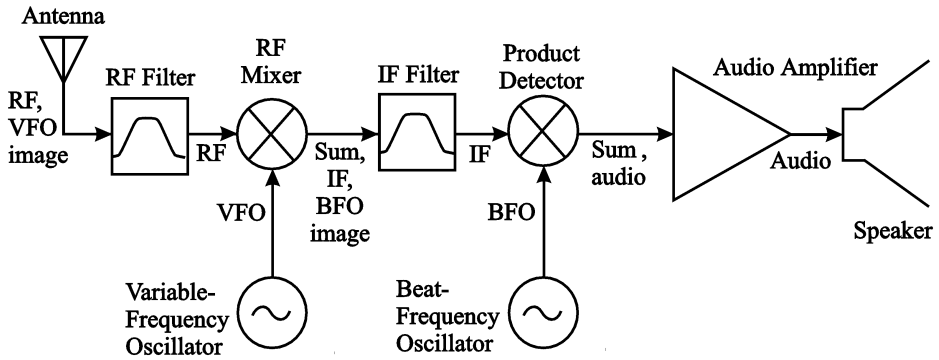 Antenna
RF,
VFO
image
RF Filter
RF
RF
Mixer
VFO
Variable-
Frequency
Oscillator
Sum,
IF,
BFO
image
IF Filter
IF
Product
Detector
BFO
Beat-
Frequency
Oscillator
Sum ,
audio
Audio Amplifier
Audio
Speaker